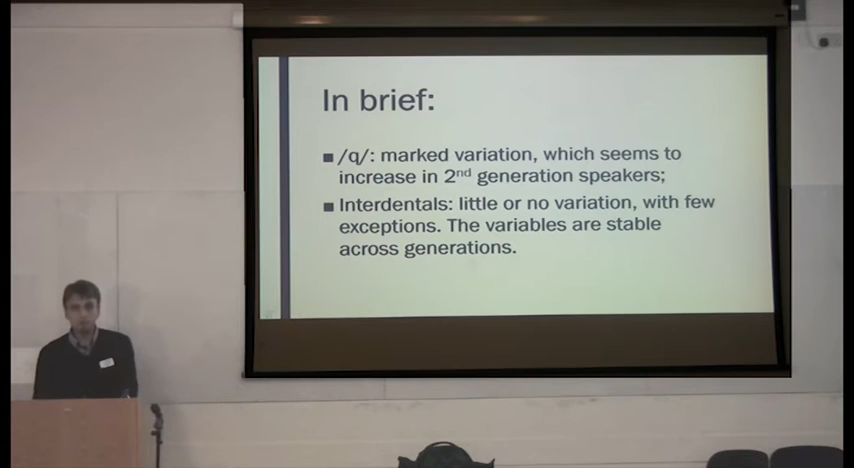 In brief:
■ /q/: marked variation, which seems to
increase in 2nd generation speakers;
■ Interdentals: little or no variation, with few
exceptions. The variables are stable
across generations.